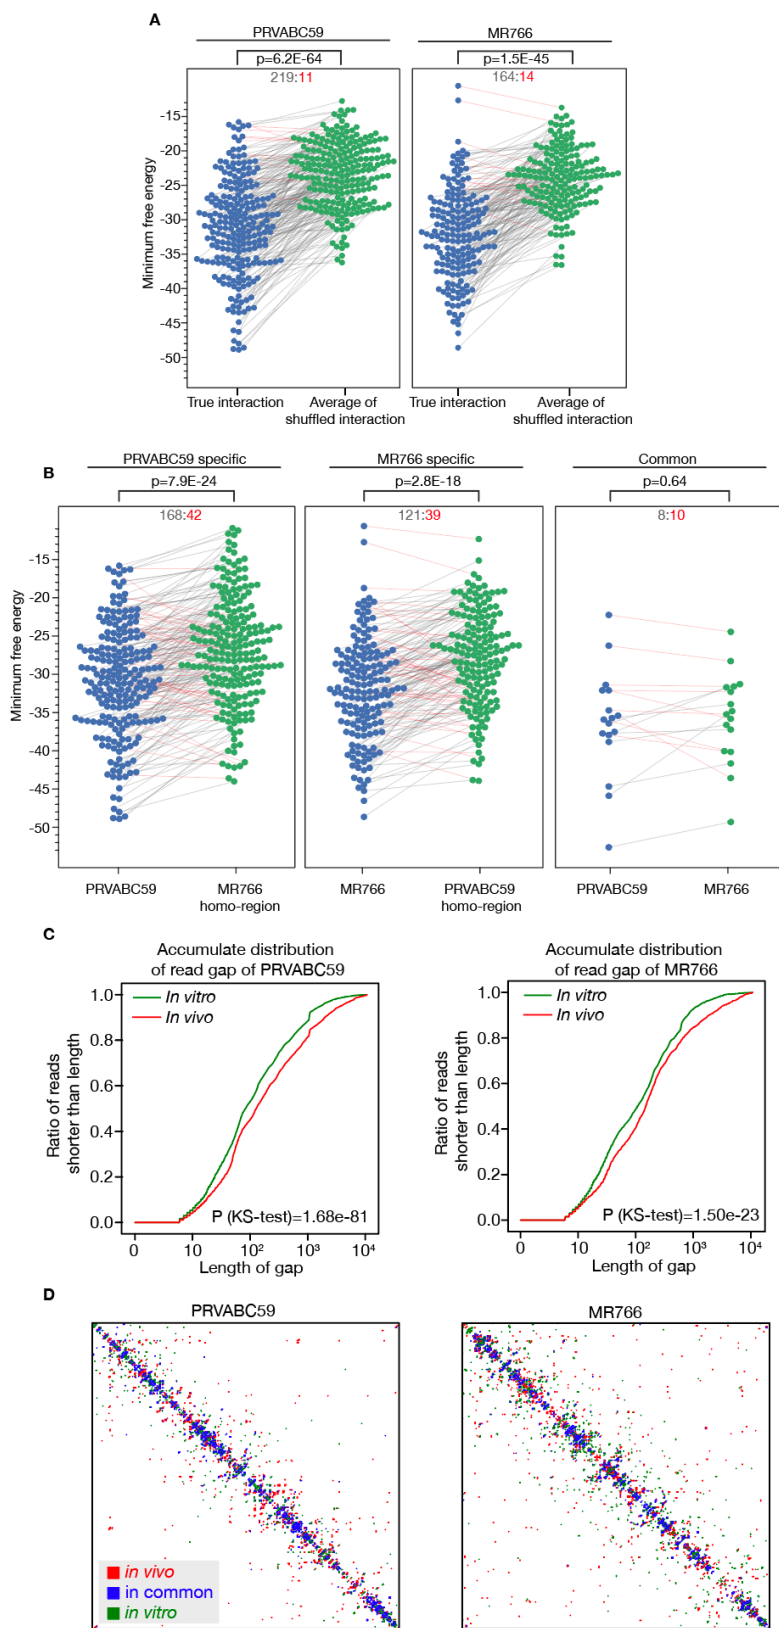 A
PRVABC59
MR766
p=6.2E-64
p=1.5E-45
219:11
164:14
Minimum free energy
-15
-20
-25
-30
-35
-40
-45
-50
True interaction
Average of
shuffled interaction
True interaction
Average of
shuffled interaction
B
PRVABC59 specific
MR766 specific
Common
p=7.9E-24
p=2.8E-18
p=0.64
168:42
121:39
8:10
Minimum free energy
-15
-20
-25
-30
-35
-40
-45
-50
PRVABC59
MR766
homo-region
MR766
PRVABC59
homo-region
PRVABC59
MR766
C
Accumulate distribution
of read gap of PRVABC59
Ratio of reads
shorter than length
1.0
0.8
0.6
0.4
0.2
0.0
In vitro
In vivo
P (KS-test)=1.68e-81
0 10 10² 10³ 10⁴
Length of gap
Accumulate distribution
of read gap of MR766
Ratio of reads
shorter than length
1.0
0.8
0.6
0.4
0.2
0.0
In vitro
In vivo
P (KS-test)=1.50e-23
0 10 10² 10³ 10⁴
Length of gap
D
PRVABC59
MR766
in vivo
in common
in vitro